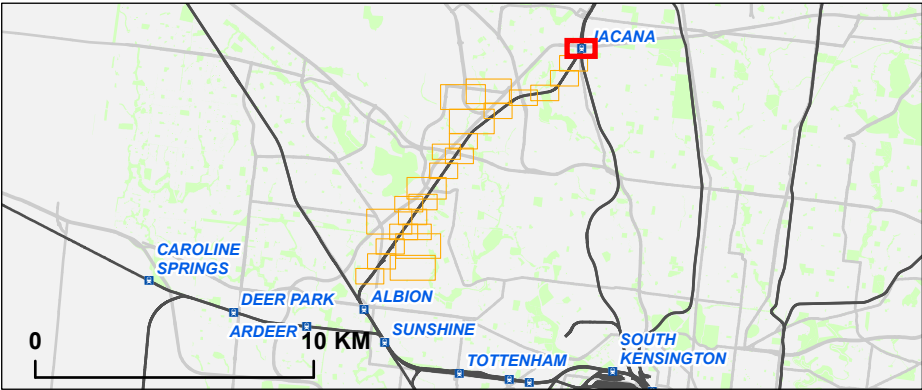 JACANA
CAROLINE
SPRINGS
DEER PARK
ALBION
ARDEER
SUNSHINE
0
10 KM
TOTTENHAM
SOUTH
KENSINGTON